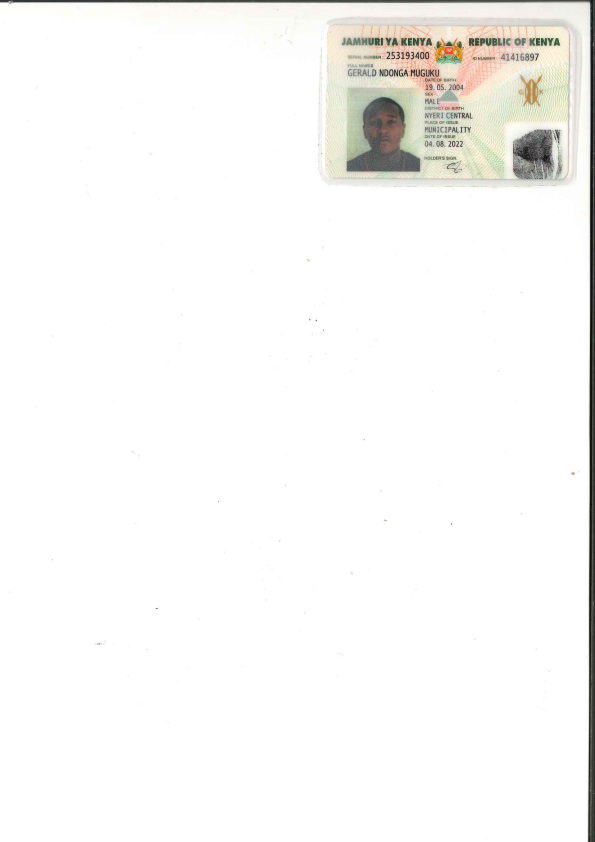 JAMHURI YA KENYA REPUBLIC OF KENYA
SERIAL NUMBER: 253193400 ID NUMBER: 41416897
FULL NAMES
GERALD NDONGA MUGUKU
DATE OF BIRTH
19. 05. 2004
SEX
MALE
DISTRICT OF BIRTH
NYERI CENTRAL
PLACE OF ISSUE
MUNICIPALITY
DATE OF ISSUE
04. 08. 2022
HOLDER'S SIGN.